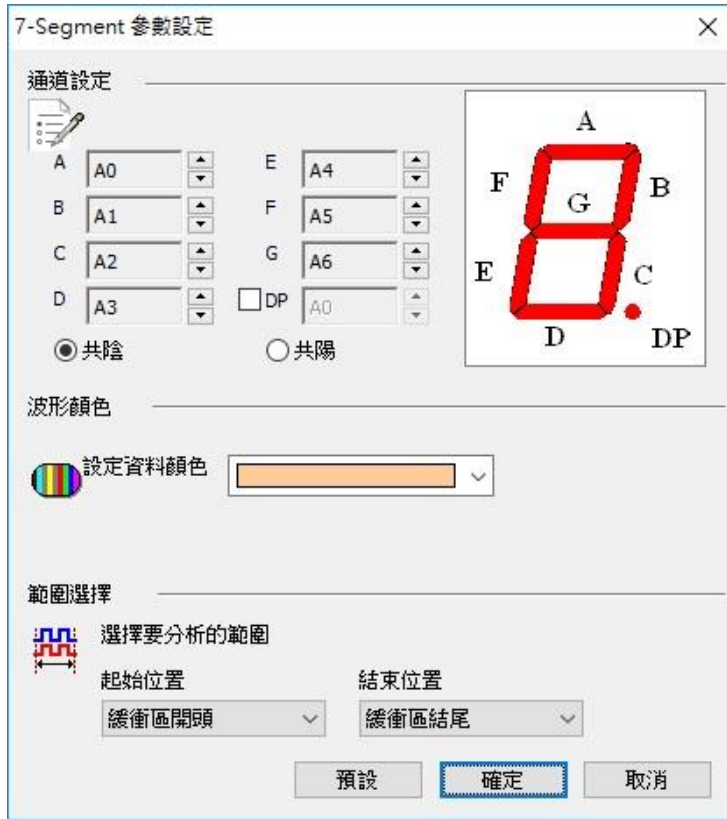 7-Segment 參數設定
通道設定
A A0 E A4
B A1 F A5
C A2 G A6
D A3 DP A0
共陰 共陽
A
F B
G
E C
D DP
波形顏色
設定資料顏色
範圍選擇
選擇要分析的範圍
起始位置 結束位置
緩衝區開頭 緩衝區結尾
預設 確定 取消